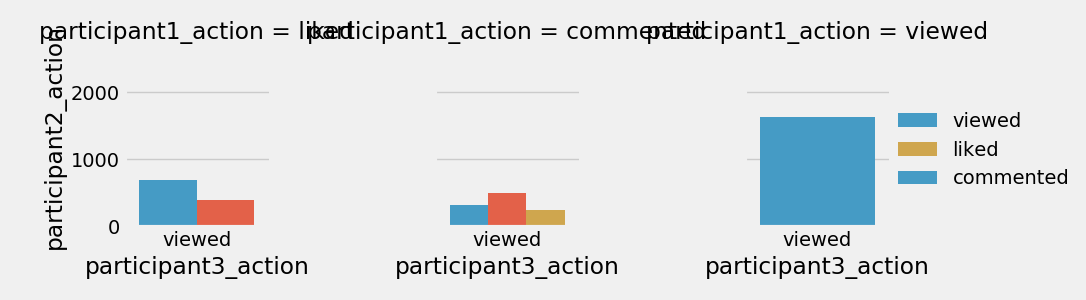 participant1_action = liked
participant1_action = commented
participant1_action = viewed
participant2_action
2000
1000
0
viewed
viewed
viewed
participant3_action
participant3_action
participant3_action
viewed
liked
commented